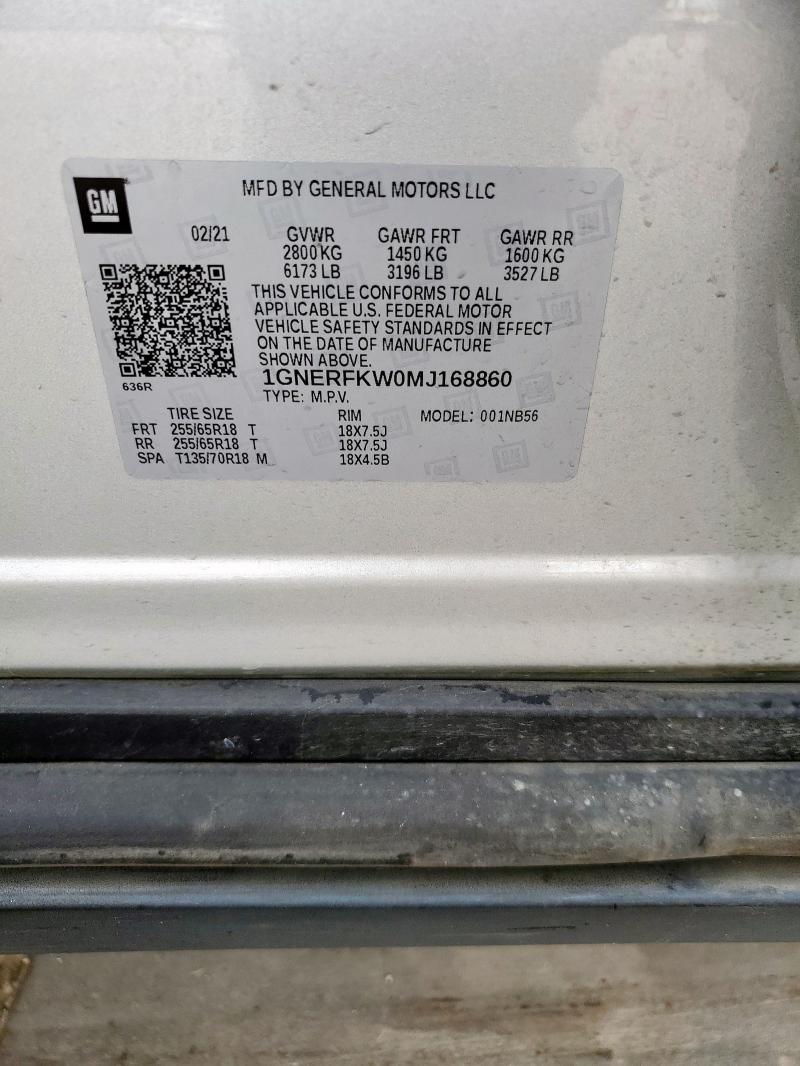 GM
MFD BY GENERAL MOTORS LLC
02/21 GVWR GAWR FRT GAWR RR
2800 KG 1450 KG 1600 KG
6173 LB 3196 LB 3527 LB
THIS VEHICLE CONFORMS TO ALL
APPLICABLE U.S. FEDERAL MOTOR
VEHICLE SAFETY STANDARDS IN EFFECT
ON THE DATE OF MANUFACTURE
SHOWN ABOVE.
636R
1GNERFKW0MJ168860
TYPE: M.P.V.
TIRE SIZE RIM MODEL: 001NB56
FRT 255/65R18 T 18X7.5J
RR 255/65R18 T 18X7.5J
SPA T135/70R18 M 18X4.5B